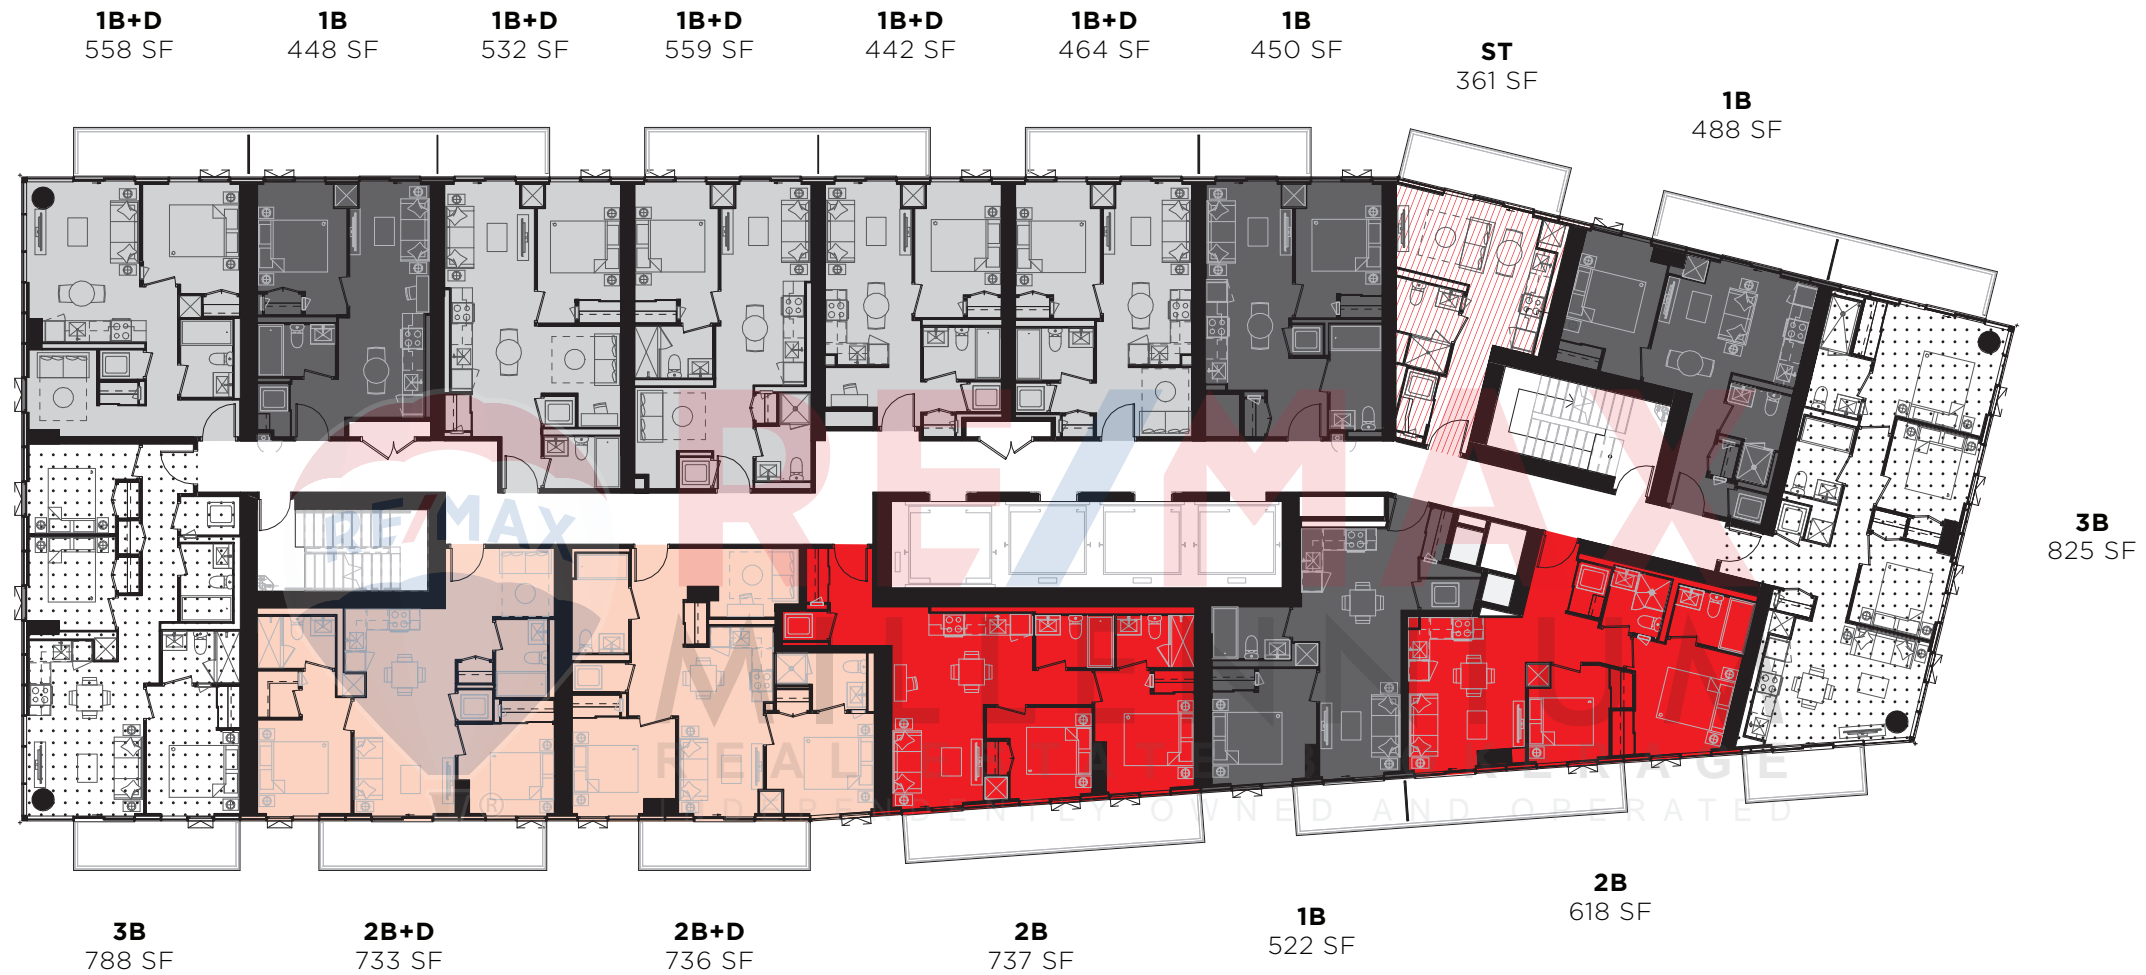 1B+D
558 SF
1B
448 SF
1B+D
532 SF
1B+D
559 SF
1B+D
442 SF
1B+D
464 SF
1B
450 SF
ST
361 SF
1B
488 SF
3B
825 SF
RE/MAX
RE/MAX
MILLENNIUM
REAL ESTATE BROKERAGE
INDEPENDENTLY OWNED AND OPERATED
®
3B
788 SF
2B+D
733 SF
2B+D
736 SF
2B
737 SF
1B
522 SF
2B
618 SF